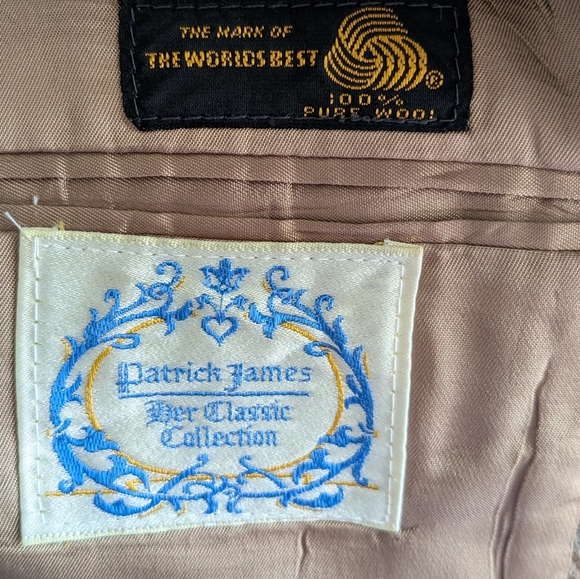 THE MARK OF
THE WORLDS BEST
®
100%
PURE WOOL
Patrick James
Her Classic
Collection